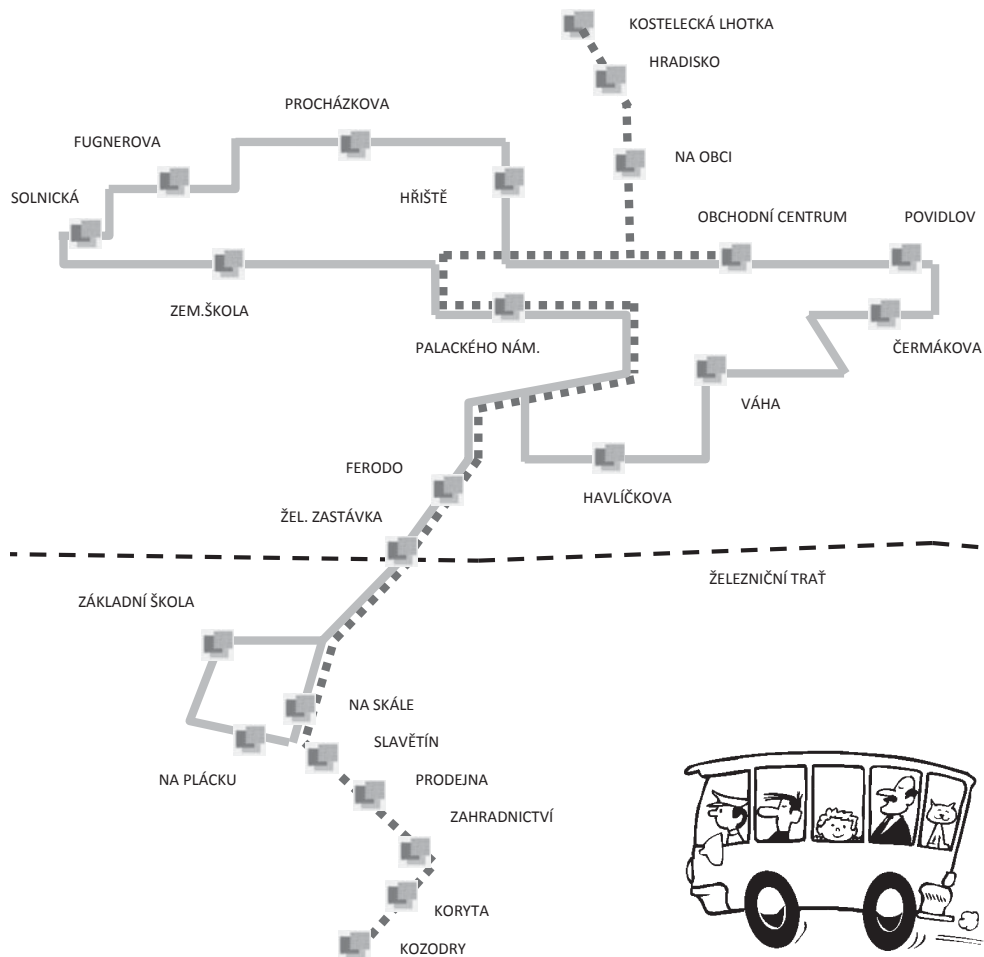 KOSTELECKÁ LHOTKA
HRADISKO
PROCHÁZKOVA
FUGNEROVA
NA OBCI
SOLNICKÁ
HŘIŠTĚ
OBCHODNÍ CENTRUM
POVIDLOV
ZEM.ŠKOLA
PALACKÉHO NÁM.
ČERMÁKOVA
VÁHA
FERODO
HAVLÍČKOVA
ŽEL. ZASTÁVKA
ŽELEZNIČNÍ TRAŤ
ZÁKLADNÍ ŠKOLA
NA SKÁLE
SLAVĚTÍN
NA PLÁCKU
PRODEJNA
ZAHRADNICTVÍ
KORYTA
KOZODRY